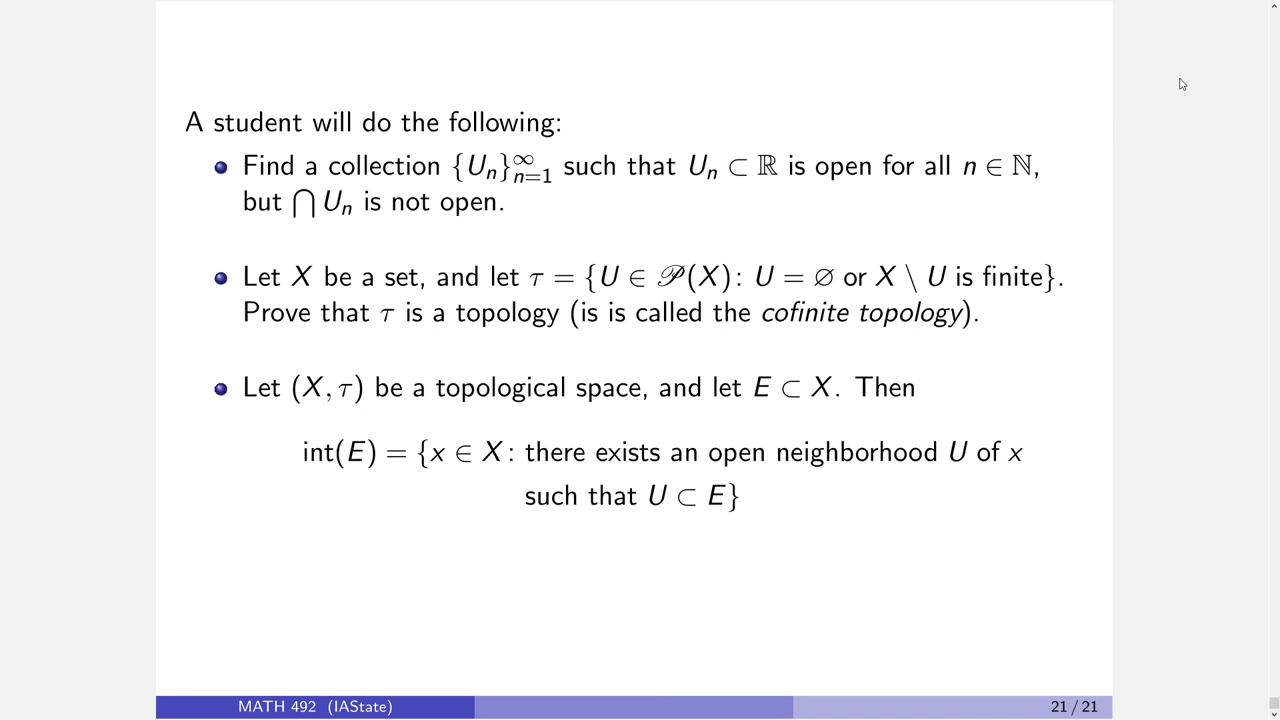 A student will do the following:
Find a collection {Uₙ}ₙ₌₁^∞ such that Uₙ ⊂ ℝ is open for all n ∈ ℕ,
but ⋂ Uₙ is not open.
Let X be a set, and let τ = {U ∈ 𝒫(X): U = ∅ or X \ U is finite}.
Prove that τ is a topology (is is called the cofinite topology).
Let (X, τ) be a topological space, and let E ⊂ X. Then
int(E) = {x ∈ X: there exists an open neighborhood U of x
such that U ⊂ E}
MATH 492 (IAState) 21 / 21